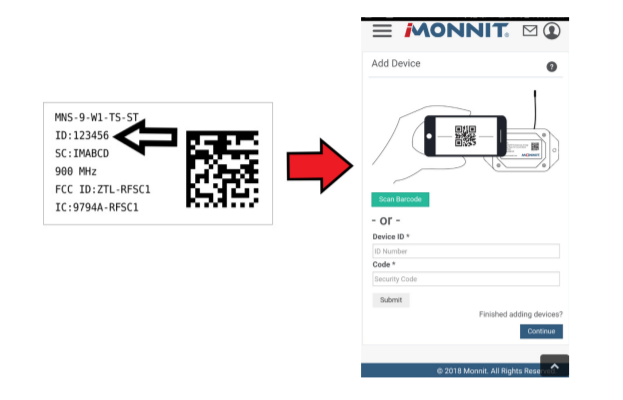 MNS-9-W1-TS-ST
ID:123456
SC:IMABCD
900 MHz
FCC ID:ZTL-RFSC1
IC:9794A-RFSC1
iMONNIT.
Add Device
?
MONNIT
Scan Barcode
- or -
Device ID *
ID Number
Code *
Security Code
Submit
Finished adding devices?
Continue
© 2018 Monnit. All Rights